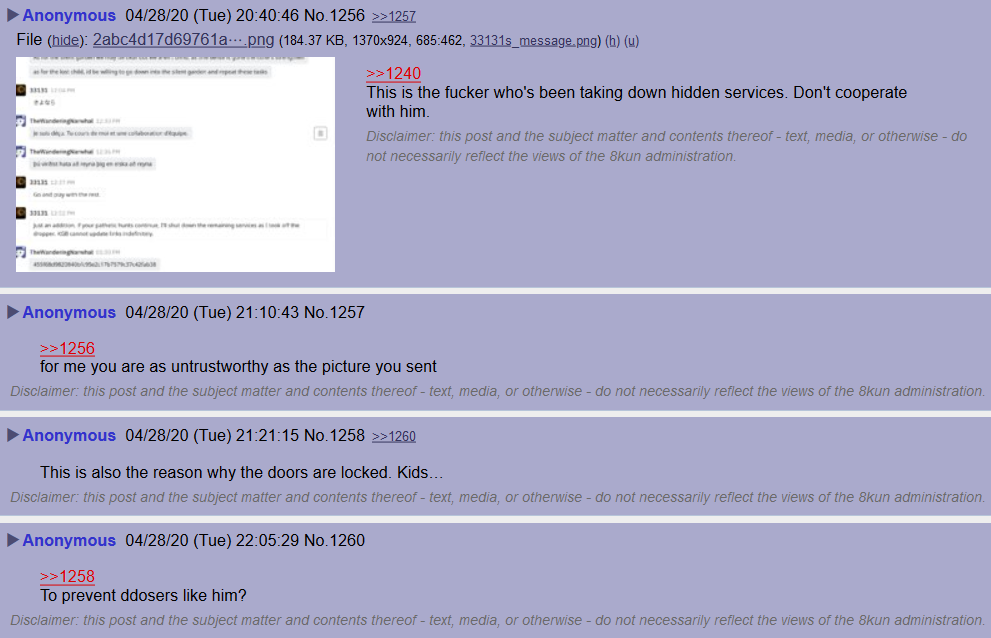 Anonymous 04/28/20 (Tue) 20:40:46 No.1256 >>1257
File (hide): 2abc4d17d69761a….png (184.37 KB, 1370x924, 685:462, 33131s_message.png) (h) (u)
as for the last child, id be willing to go down into the silent garden and repeat these tasks.
33131 12:04 PM
きよなら
TheWanderingNarwhal 12:33 PM
Je suis déjà. Tu cours de moi et une collaboration d'équipe.
TheWanderingNarwhal 12:36 PM
33131 12:37 PM
Go and play with the rest.
33131 12:52 PM
Just an addition. If your pathetic hunts continue, I'll shut down the remaining services as I took off the
dropper. KGB cannot update links indefinitely.
TheWanderingNarwhal
>>1240
This is the fucker who's been taking down hidden services. Don't cooperate
with him.
Disclaimer: this post and the subject matter and contents thereof - text, media, or otherwise - do
not necessarily reflect the views of the 8kun administration.
Anonymous 04/28/20 (Tue) 21:10:43 No.1257
>>1256
for me you are as untrustworthy as the picture you sent
Disclaimer: this post and the subject matter and contents thereof - text, media, or otherwise - do not necessarily reflect the views of the 8kun administration.
Anonymous 04/28/20 (Tue) 21:21:15 No.1258 >>1260
This is also the reason why the doors are locked. Kids…
Disclaimer: this post and the subject matter and contents thereof - text, media, or otherwise - do not necessarily reflect the views of the 8kun administration.
Anonymous 04/28/20 (Tue) 22:05:29 No.1260
>>1258
To prevent ddosers like him?
Disclaimer: this post and the subject matter and contents thereof - text, media, or otherwise - do not necessarily reflect the views of the 8kun administration.